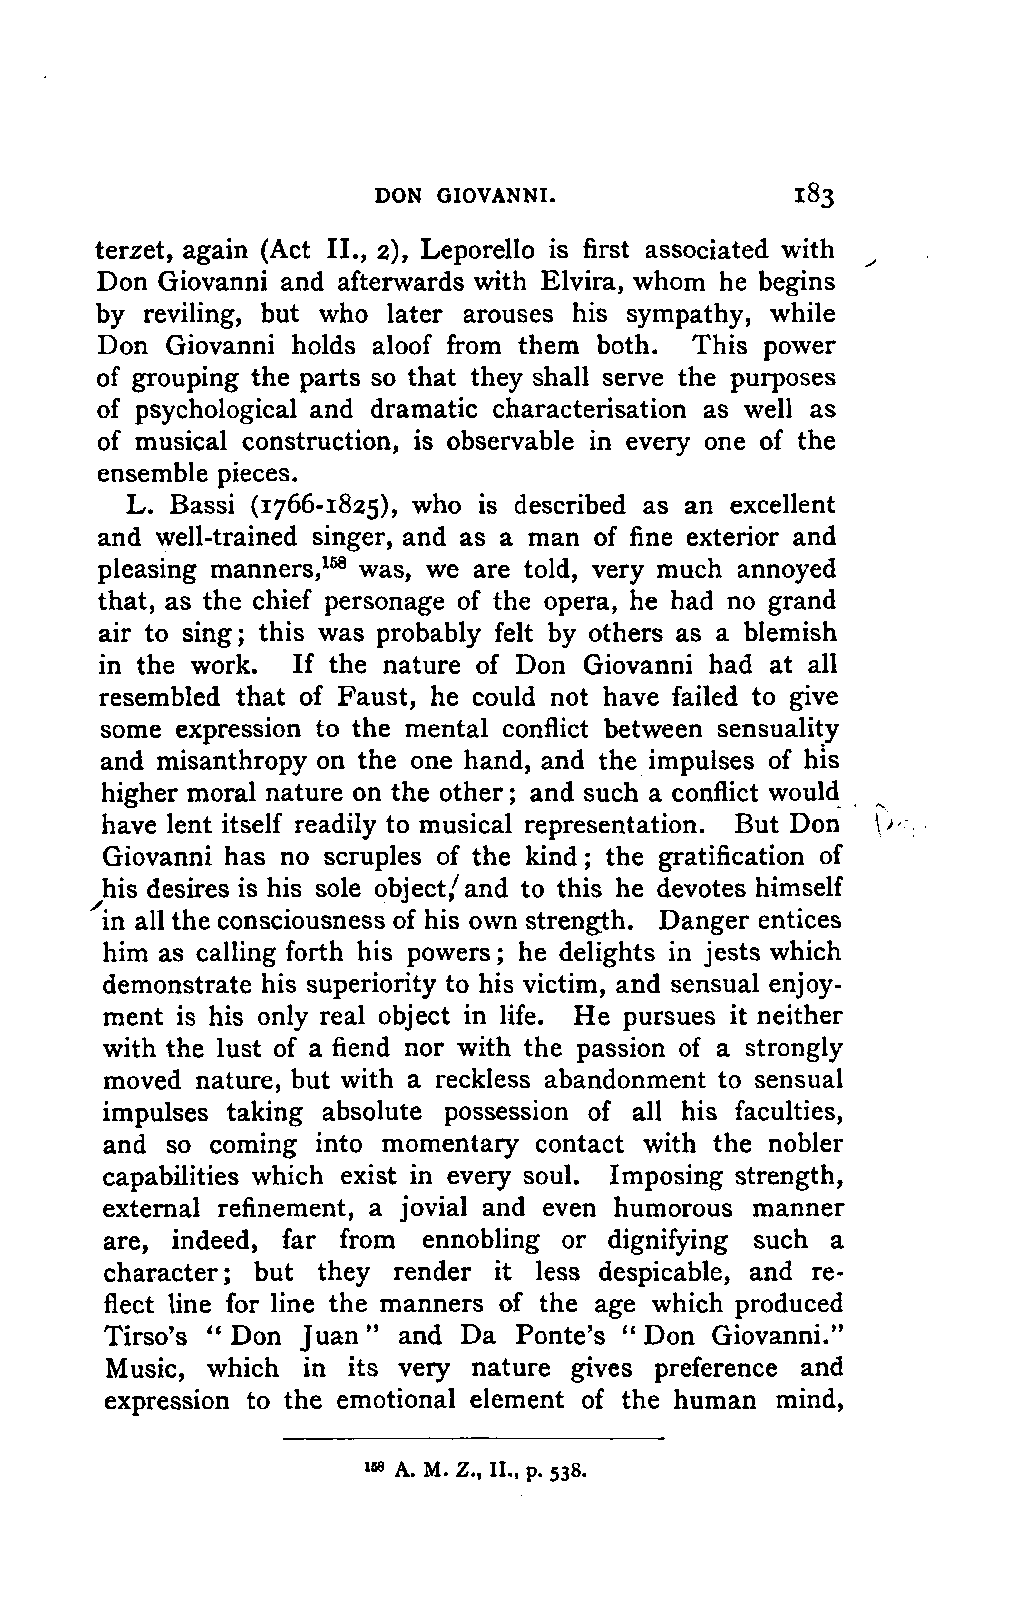 DON GIOVANNI. 183
terzet, again (Act II., 2), Leporello is first associated with
Don Giovanni and afterwards with Elvira, whom he begins
by reviling, but who later arouses his sympathy, while
Don Giovanni holds aloof from them both. This power
of grouping the parts so that they shall serve the purposes
of psychological and dramatic characterisation as well as
of musical construction, is observable in every one of the
ensemble pieces.
L. Bassi (1766-1825), who is described as an excellent
and well-trained singer, and as a man of fine exterior and
pleasing manners,¹⁵⁸ was, we are told, very much annoyed
that, as the chief personage of the opera, he had no grand
air to sing; this was probably felt by others as a blemish
in the work. If the nature of Don Giovanni had at all
resembled that of Faust, he could not have failed to give
some expression to the mental conflict between sensuality
and misanthropy on the one hand, and the impulses of his
higher moral nature on the other; and such a conflict would
have lent itself readily to musical representation. But Don
Giovanni has no scruples of the kind; the gratification of
his desires is his sole object, and to this he devotes himself
in all the consciousness of his own strength. Danger entices
him as calling forth his powers; he delights in jests which
demonstrate his superiority to his victim, and sensual enjoy-
ment is his only real object in life. He pursues it neither
with the lust of a fiend nor with the passion of a strongly
moved nature, but with a reckless abandonment to sensual
impulses taking absolute possession of all his faculties,
and so coming into momentary contact with the nobler
capabilities which exist in every soul. Imposing strength,
external refinement, a jovial and even humorous manner
are, indeed, far from ennobling or dignifying such a
character; but they render it less despicable, and re-
flect line for line the manners of the age which produced
Tirso's "Don Juan" and Da Ponte's "Don Giovanni."
Music, which in its very nature gives preference and
expression to the emotional element of the human mind,
¹⁵⁸ A. M. Z., II., p. 538.